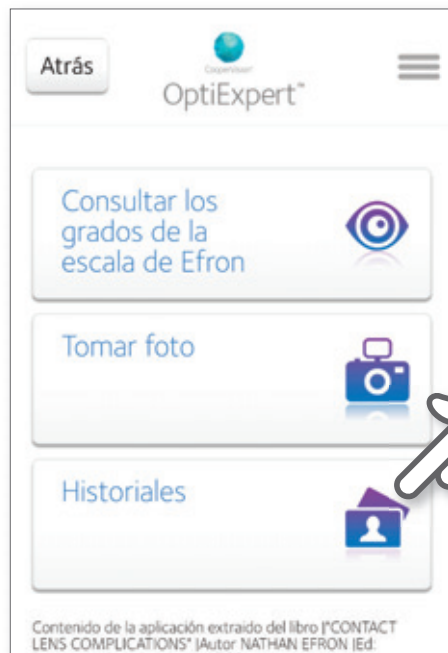 Atrás
CooperVision®
OptiExpert™
Consultar los
grados de la
escala de Efron
Tomar foto
Historiales
Contenido de la aplicación extraido del libro |"CONTACT
LENS COMPLICATIONS" |Autor NATHAN EFRON |Ed: